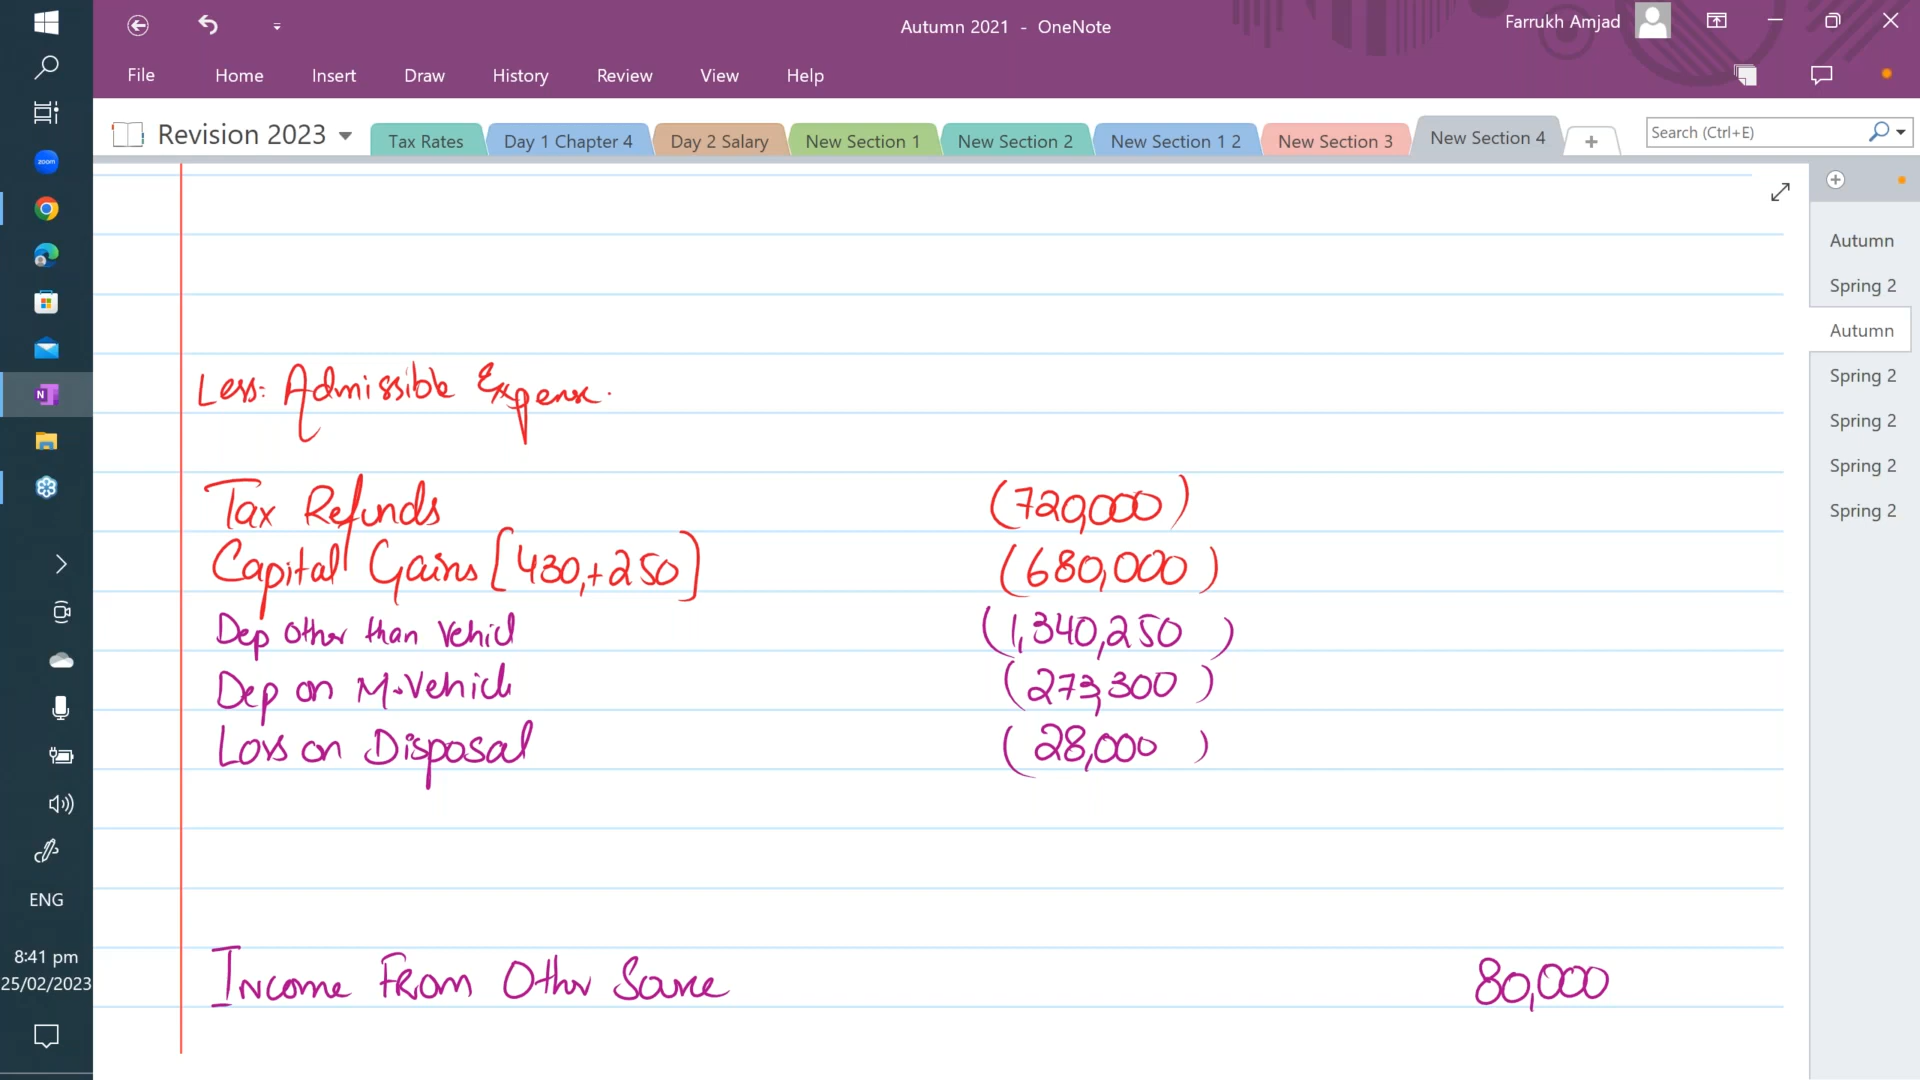 Autumn 2021 - OneNote
Farrukh Amjad
File Home Insert Draw History Review View Help
Revision 2023
Tax Rates Day 1 Chapter 4 Day 2 Salary New Section 1 New Section 2 New Section 1 2 New Section 3 New Section 4 +
Search (Ctrl+E)
Autumn
Spring 2
Autumn
Spring 2
Spring 2
Spring 2
Spring 2
zoom
N
Less: Admissible Expense.
Tax Refunds (720,000)
Capital Gains [430,+250] (680,000)
Dep Other than Vehicl (1,340,250)
Dep on M.Vehicle (273,300)
Loss on Disposal (28,000)
Income From Other Source 80,000
ENG
8:41 pm
25/02/2023